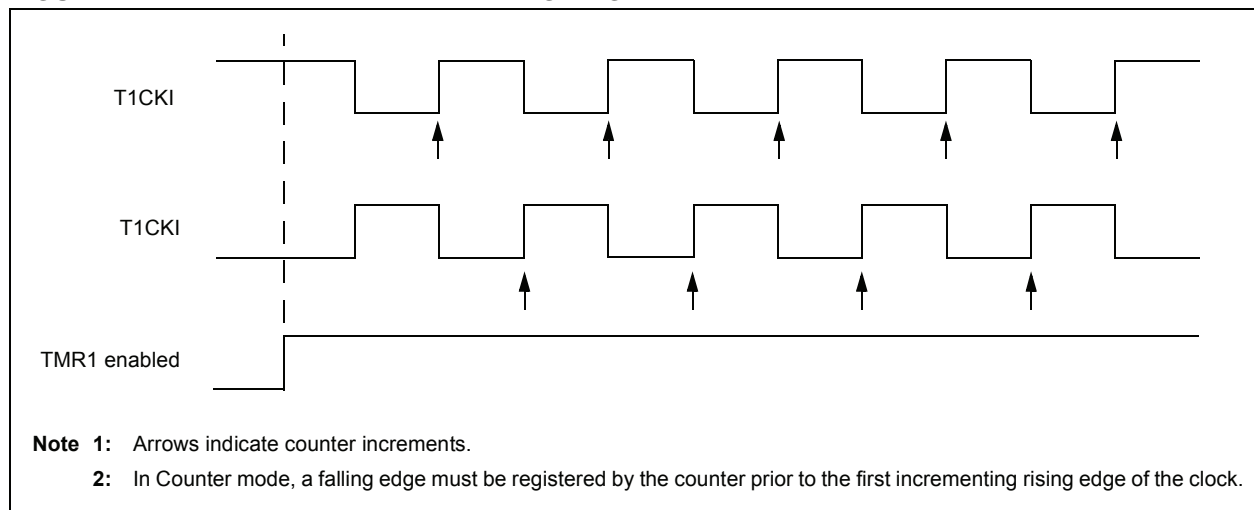 T1CKI
T1CKI
TMR1 enabled
Note 1: Arrows indicate counter increments.
2: In Counter mode, a falling edge must be registered by the counter prior to the first incrementing rising edge of the clock.